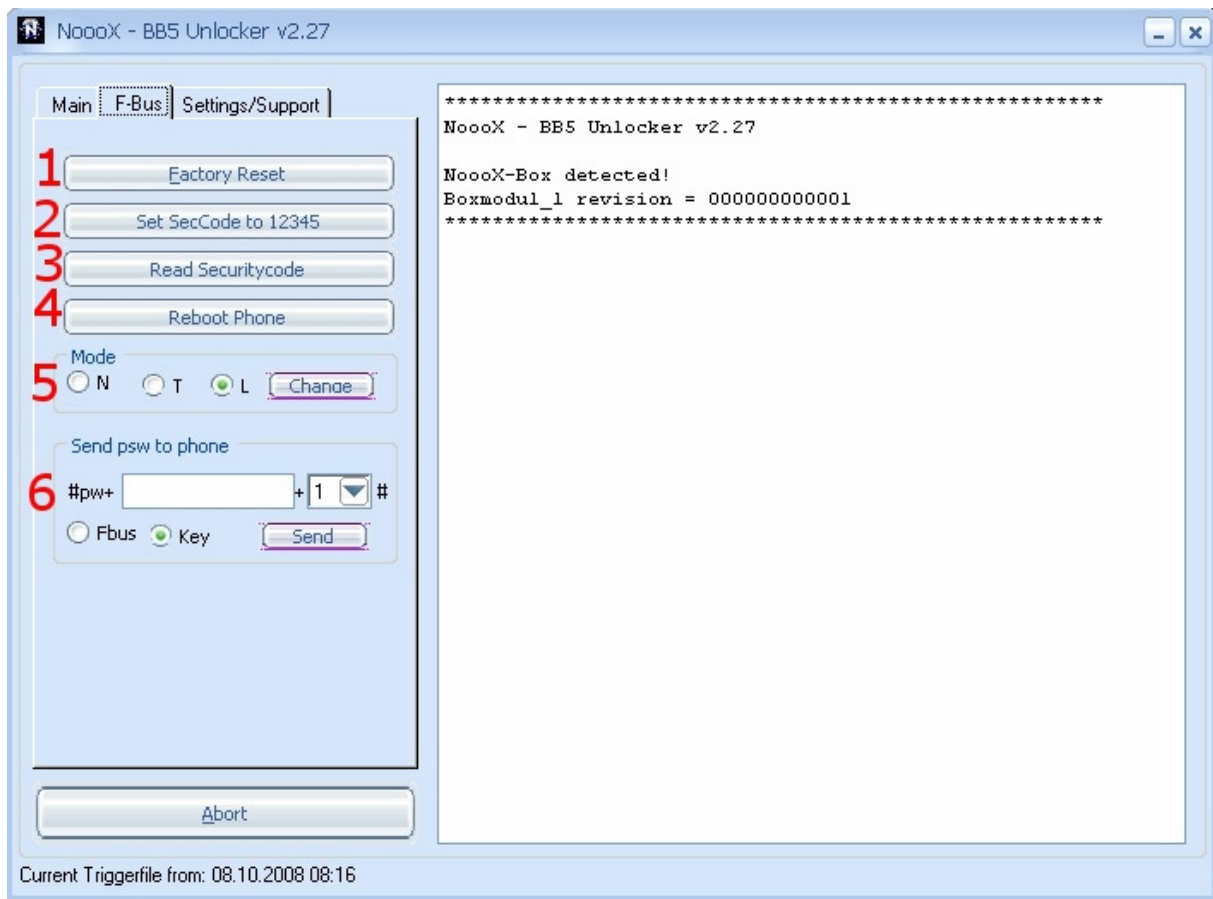 NoooX - BB5 Unlocker v2.27
Main F-Bus Settings/Support
1 Factory Reset
2 Set SecCode to 12345
3 Read Securitycode
4 Reboot Phone
Mode
5 N T L Change
Send psw to phone
6 #pw+ + 1 #
Fbus Key Send
Abort
*******************************************************
NoooX - BB5 Unlocker v2.27
NoooX-Box detected!
Boxmodul_1 revision = 000000000001
*******************************************************
Current Triggerfile from: 08.10.2008 08:16